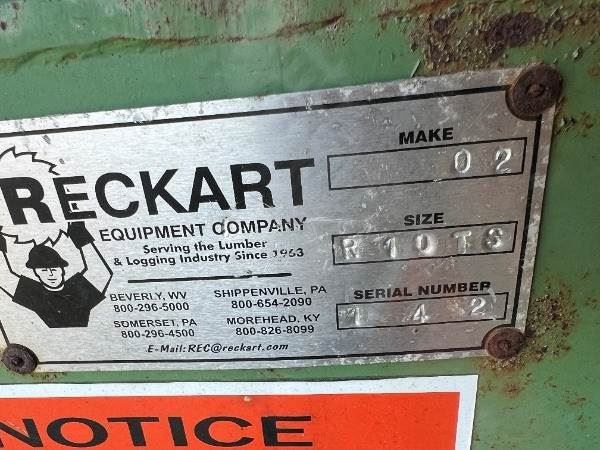 RECKART
EQUIPMENT COMPANY
Serving the Lumber
& Logging Industry Since 1963
BEVERLY, WV
800-296-5000
SHIPPENVILLE, PA
800-654-2090
SOMERSET, PA
800-296-4500
MOREHEAD, KY
800-826-8099
E-Mail: REC@reckart.com
MAKE
02
SIZE
R 10TS
SERIAL NUMBER
142
NOTICE